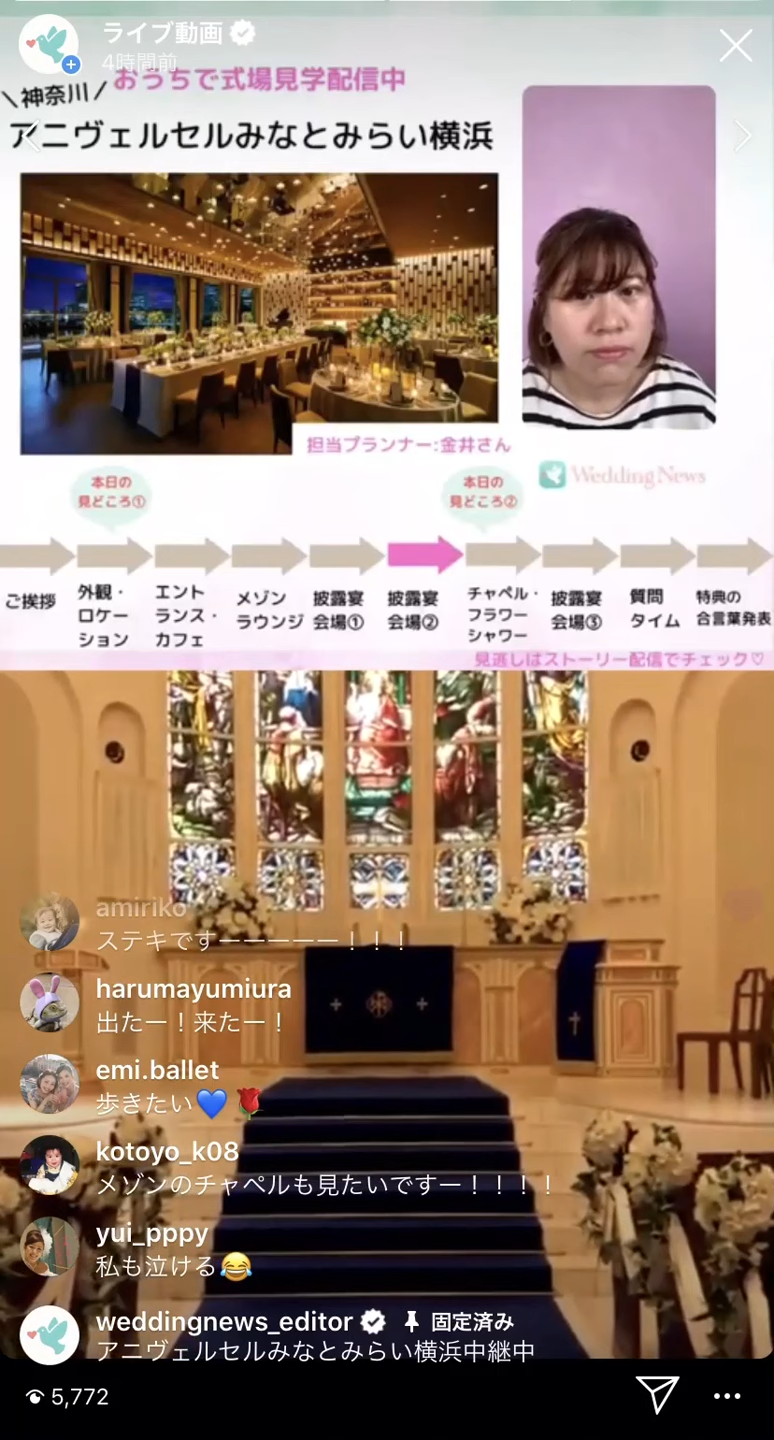 ライブ動画
4時間前
おうちで式場見学配信中
＼神奈川／
アニヴェルセルみなとみらい横浜
担当プランナー:金井さん
WeddingNews
本日の
見どころ①
本日の
見どころ②
ご挨拶
外観・
ロケー
ション
エント
ランス・
カフェ
メゾン
ラウンジ
披露宴
会場①
披露宴
会場②
チャペル・
フラワー
シャワー
披露宴
会場③
質問
タイム
特典の
合言葉発表
見逃しはストーリー配信でチェック♡
amiriko
ステキですーーーーー！！！
harumayumiura
出たー！来たー！
emi.ballet
歩きたい💙🌹
kotoyo_k08
メゾンのチャペルも見たいですー！！！！
yui_pppy
私も泣ける😂
weddingnews_editor 固定済み
アニヴェルセルみなとみらい横浜中継中
5,772